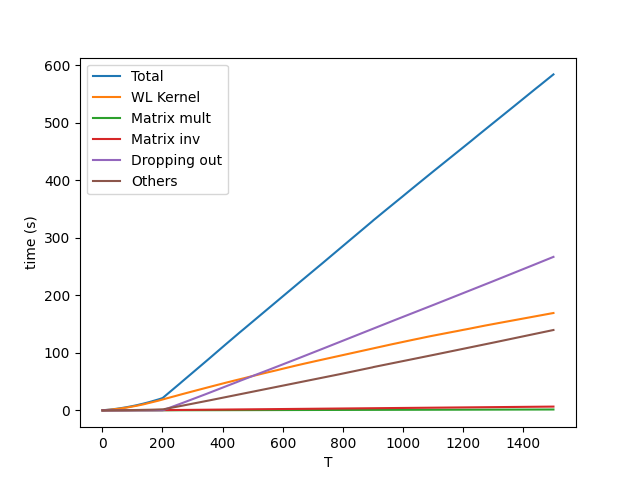 600
500
400
300
200
100
0
time (s)
Total
WL Kernel
Matrix mult
Matrix inv
Dropping out
Others
0 200 400 600 800 1000 1200 1400
T